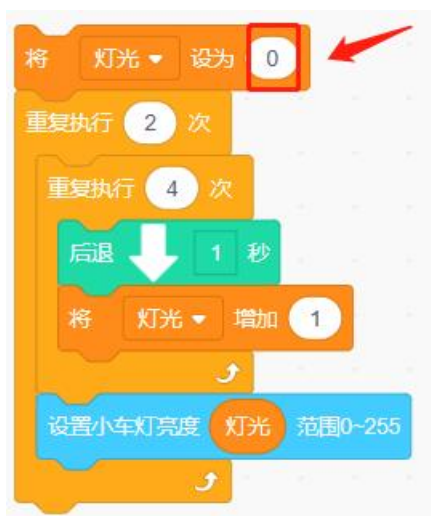 将 灯光 设为 0
重复执行 2 次
重复执行 4 次
后退 1 秒
将 灯光 增加 1
设置小车灯亮度 灯光 范围0~255